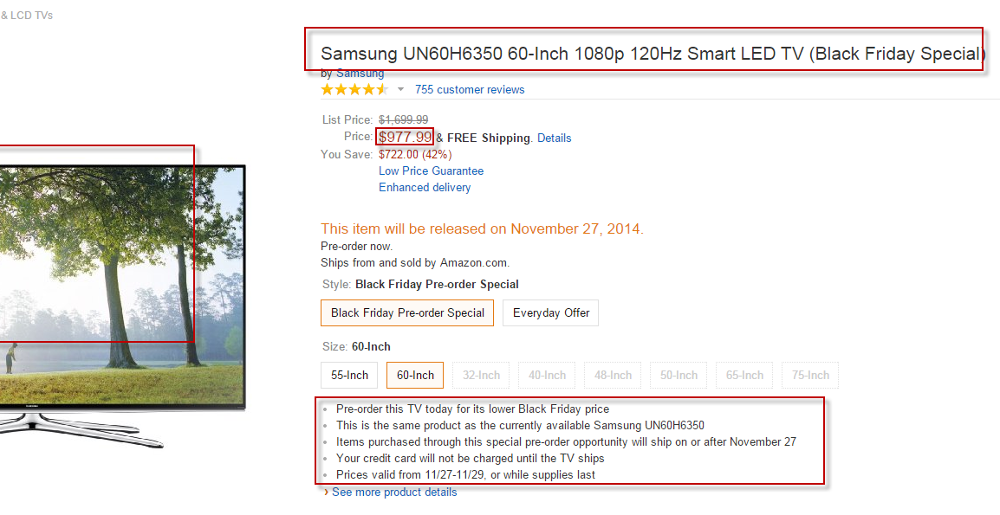 & LCD TVs
Samsung UN60H6350 60-Inch 1080p 120Hz Smart LED TV (Black Friday Special)
by Samsung
755 customer reviews
List Price: $1,699.99
Price: $977.99 & FREE Shipping. Details
You Save: $722.00 (42%)
Low Price Guarantee
Enhanced delivery
This item will be released on November 27, 2014.
Pre-order now.
Ships from and sold by Amazon.com.
Style: Black Friday Pre-order Special
Black Friday Pre-order Special Everyday Offer
Size: 60-Inch
55-Inch 60-Inch 32-Inch 40-Inch 48-Inch 50-Inch 65-Inch 75-Inch
Pre-order this TV today for its lower Black Friday price
This is the same product as the currently available Samsung UN60H6350
Items purchased through this special pre-order opportunity will ship on or after November 27
Your credit card will not be charged until the TV ships
Prices valid from 11/27-11/29, or while supplies last
› See more product details